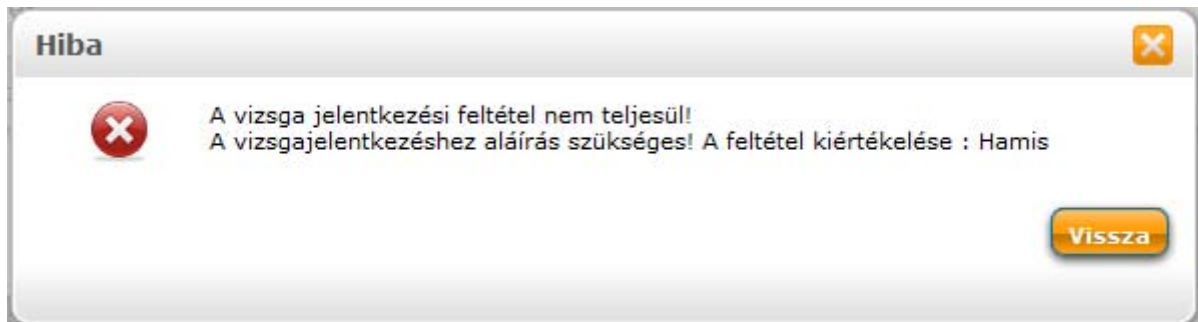 Hiba
A vizsga jelentkezési feltétel nem teljesül!
A vizsgajelentkezéshez aláírás szükséges! A feltétel kiértékelése : Hamis
Vissza